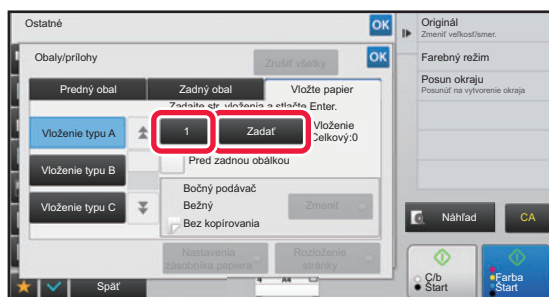 Ostatné
OK
Originál
Zmeniť veľkosť/smer.
Obaly/prílohy
Zrušiť všetky
OK
Farebný režim
Predný obal
Zadný obal
Vložte papier
Posun okraju
Posunúť na vytvorenie okraja
Zadajte str. vloženia a stlačte Enter.
Vloženie typu A
1
Zadať
Vloženie
Celkový:0
Pred zadnou obálkou
Vloženie typu B
Bočný podávač
Bežný
Zmeniť
Vloženie typu C
Bez kopírovania
Náhľad
CA
Nastavenia
zásobníka papiera
Rozloženie
stránky
Späť
A4
Č/b
Štart
Farba
Štart